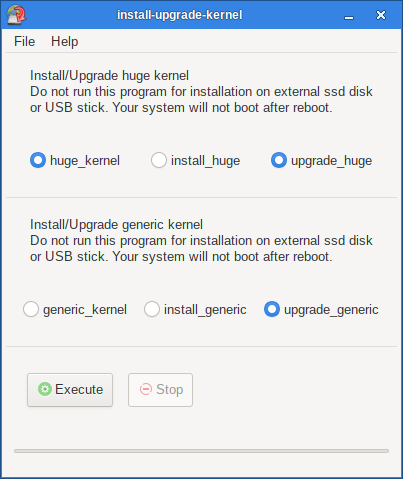 install-upgrade-kernel
File Help
Install/Upgrade huge kernel
Do not run this program for installation on external ssd disk
or USB stick. Your system will not boot after reboot.
huge_kernel install_huge upgrade_huge
Install/Upgrade generic kernel
Do not run this program for installation on external ssd disk
or USB stick. Your system will not boot after reboot.
generic_kernel install_generic upgrade_generic
Execute Stop